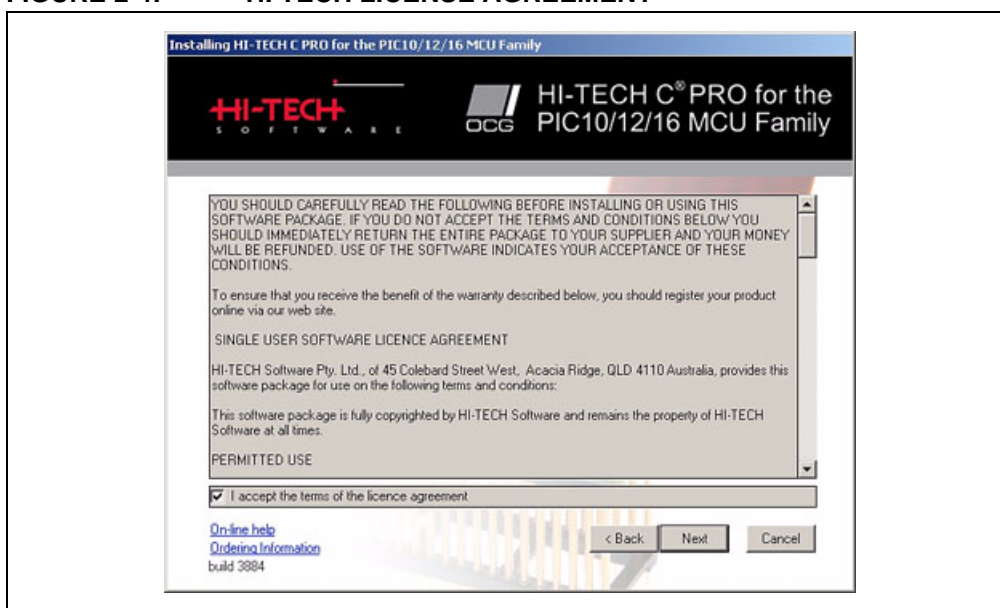 Installing HI-TECH C PRO for the PIC10/12/16 MCU Family
HI-TECH
SOFTWARE
OCG
HI-TECH C® PRO for the
PIC10/12/16 MCU Family
YOU SHOULD CAREFULLY READ THE FOLLOWING BEFORE INSTALLING OR USING THIS
SOFTWARE PACKAGE. IF YOU DO NOT ACCEPT THE TERMS AND CONDITIONS BELOW YOU
SHOULD IMMEDIATELY RETURN THE ENTIRE PACKAGE TO YOUR SUPPLIER AND YOUR MONEY
WILL BE REFUNDED. USE OF THE SOFTWARE INDICATES YOUR ACCEPTANCE OF THESE
CONDITIONS.
To ensure that you receive the benefit of the warranty described below, you should register your product
online via our web site.
SINGLE USER SOFTWARE LICENCE AGREEMENT
HI-TECH Software Pty. Ltd., of 45 Colebard Street West, Acacia Ridge, QLD 4110 Australia, provides this
software package for use on the following terms and conditions:
This software package is fully copyrighted by HI-TECH Software and remains the property of HI-TECH
Software at all times.
PERMITTED USE
I accept the terms of the licence agreement
On-line help
Ordering Information
build 3884
< Back
Next
Cancel